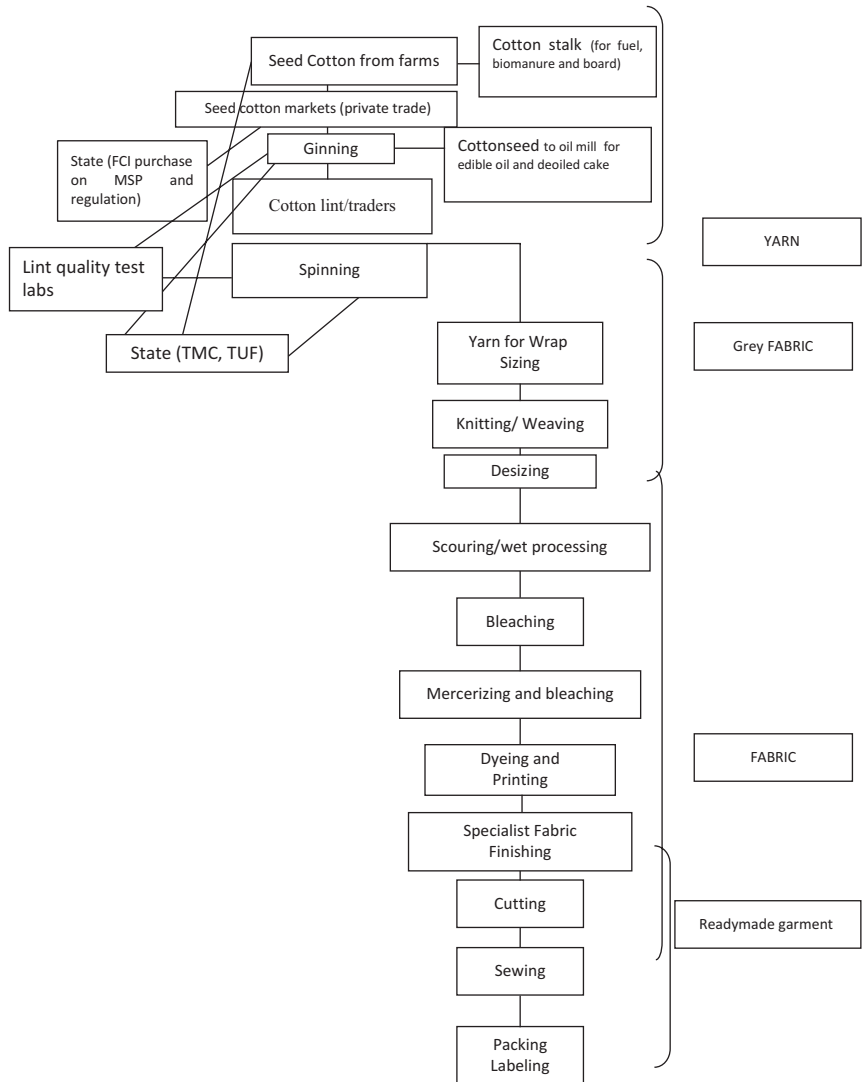 Seed Cotton from farms
Cotton stalk (for fuel,
biomanure and board)
Seed cotton markets (private trade)
Ginning
Cottonseed to oil mill for
edible oil and deoiled cake
State (FCI purchase
on MSP and
regulation)
Cotton lint/traders
YARN
Lint quality test
labs
Spinning
State (TMC, TUF)
Yarn for Wrap
Sizing
Grey FABRIC
Knitting/ Weaving
Desizing
Scouring/wet processing
Bleaching
Mercerizing and bleaching
Dyeing and
Printing
FABRIC
Specialist Fabric
Finishing
Cutting
Readymade garment
Sewing
Packing
Labeling